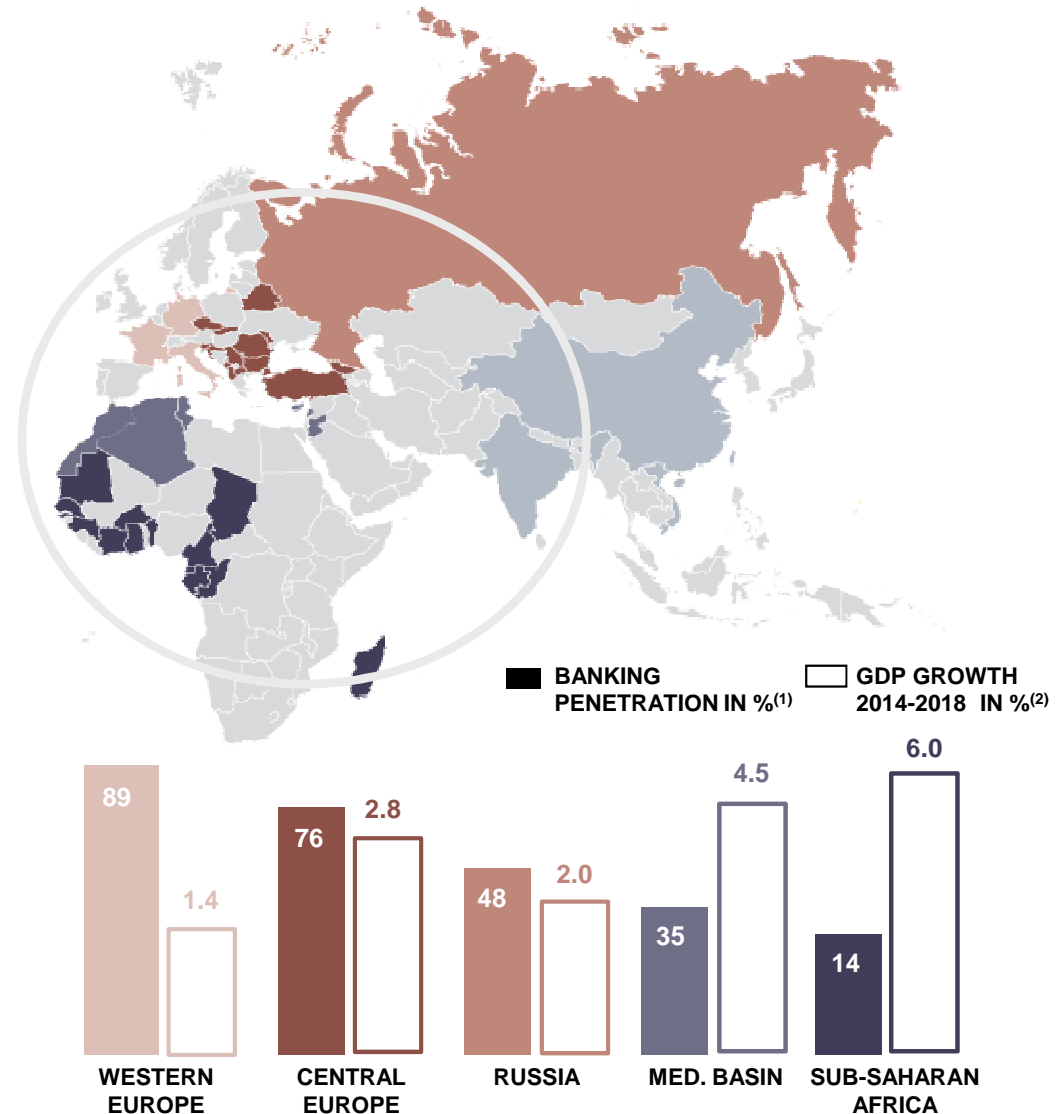 BANKING
PENETRATION IN %(1)
GDP GROWTH
2014-2018 IN %(2)
89
1.4
76
2.8
48
2.0
35
4.5
14
6.0
WESTERN
EUROPE
CENTRAL
EUROPE
RUSSIA
MED. BASIN
SUB-SAHARAN
AFRICA